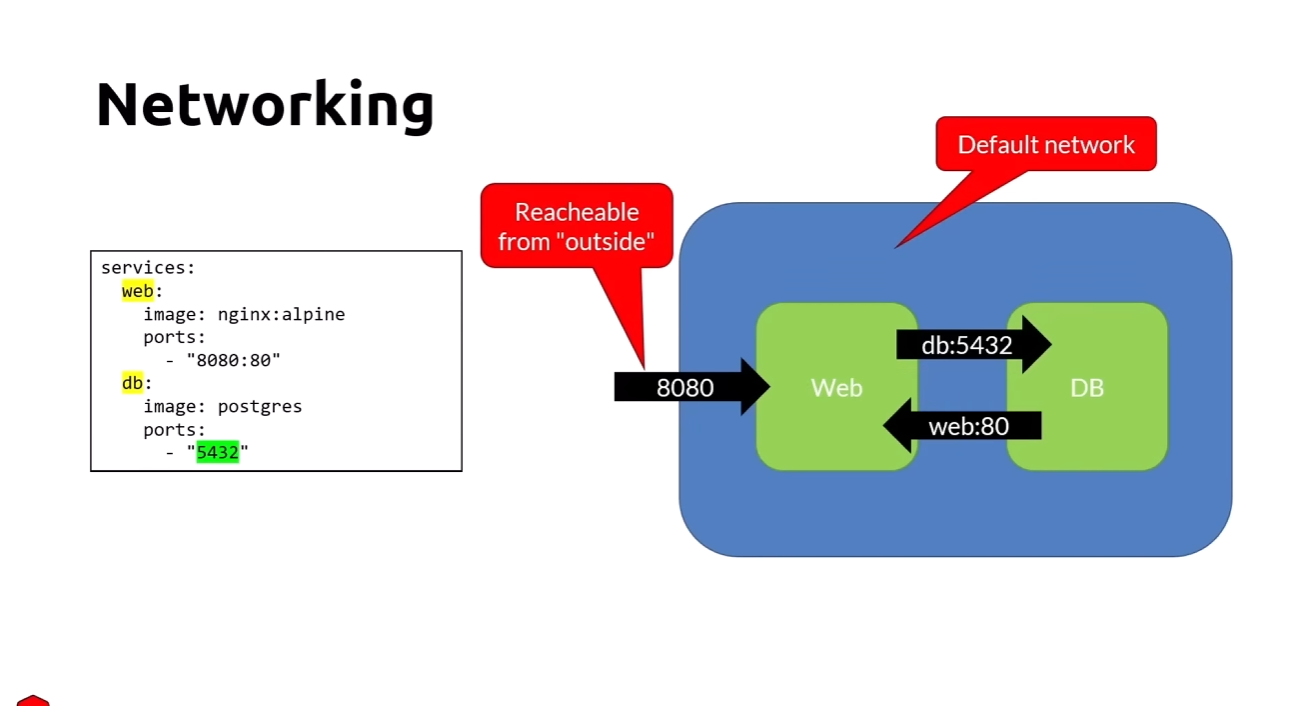 Networking
services:
  web:
    image: nginx:alpine
    ports:
      - "8080:80"
  db:
    image: postgres
    ports:
      - "5432"
Reacheable
from "outside"
Default network
8080
Web
db:5432
web:80
DB